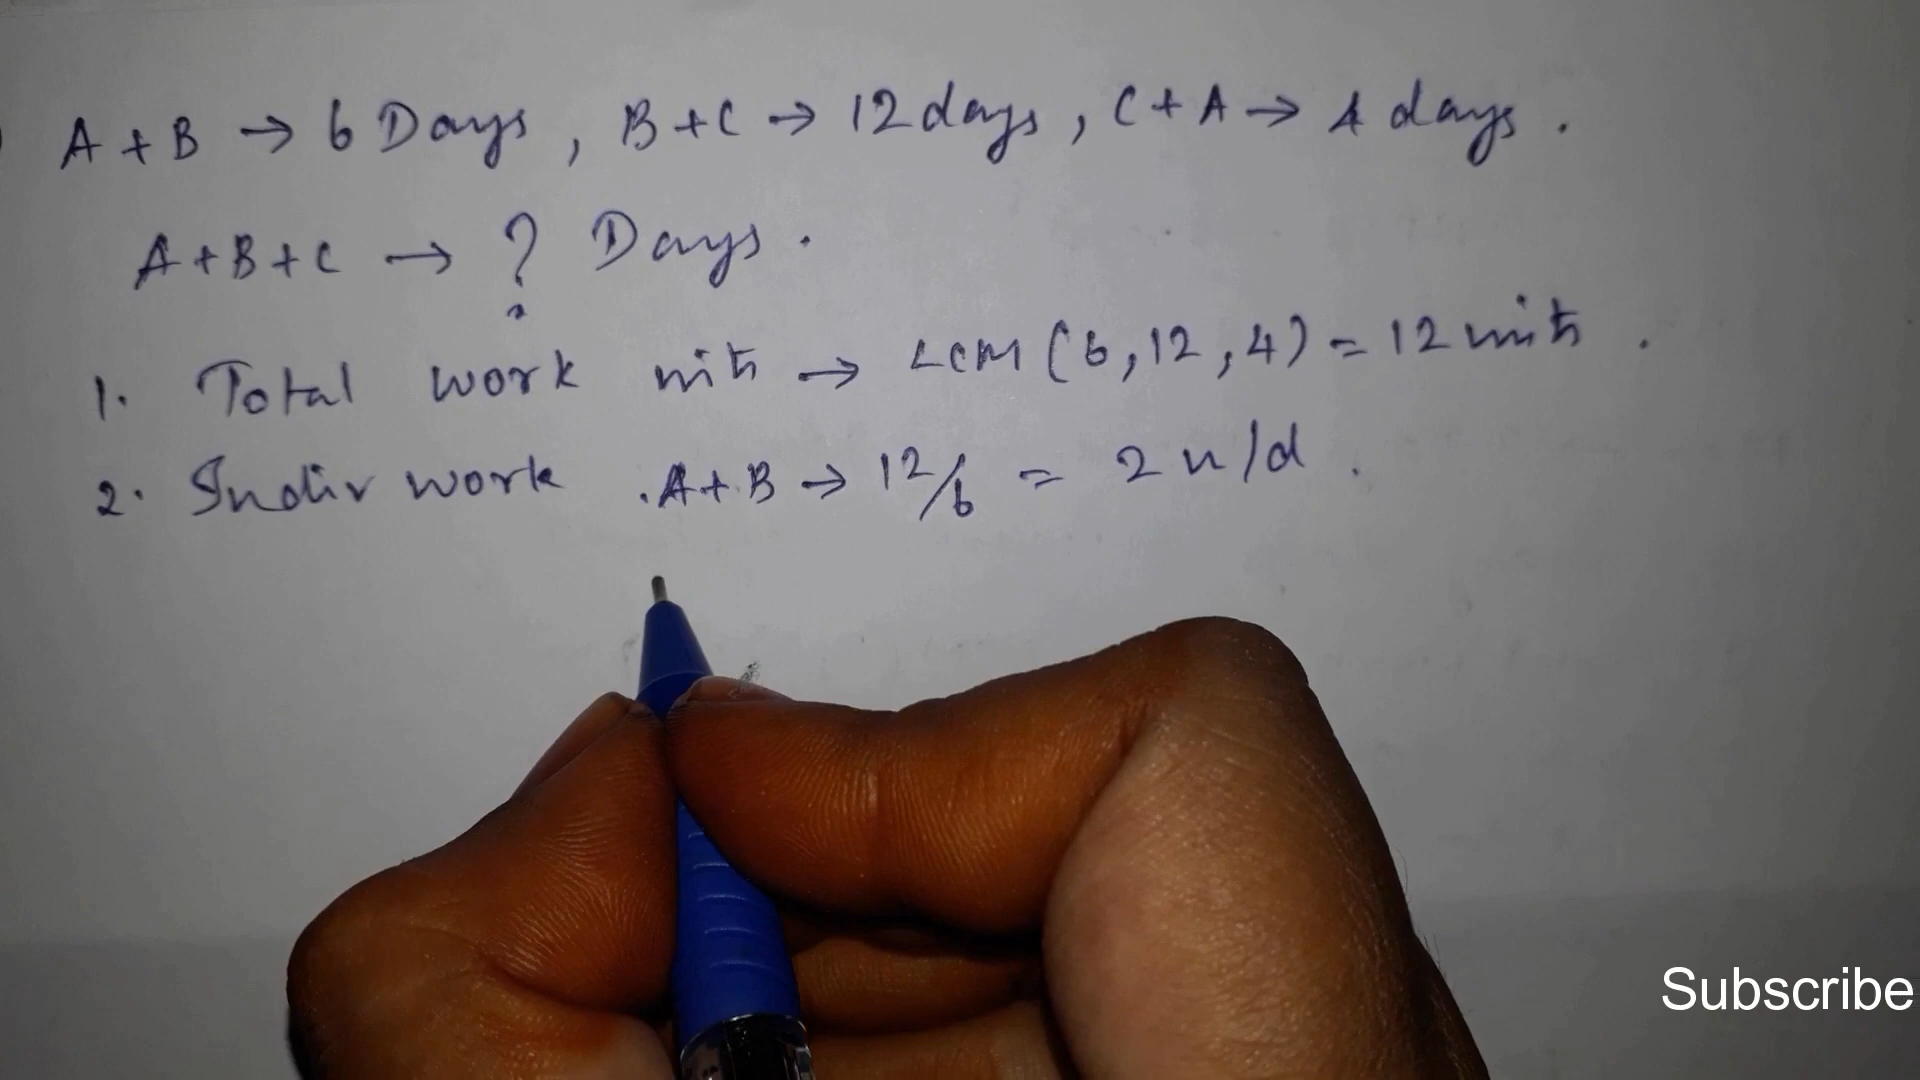 A + B → 6 Days, B + C → 12 days, C + A → 4 days.
A + B + C → ? Days.
1. Total work units → LCM (6, 12, 4) = 12 units.
2. Indiv work . A + B → 12/6 = 2 u/d.
Subscribe